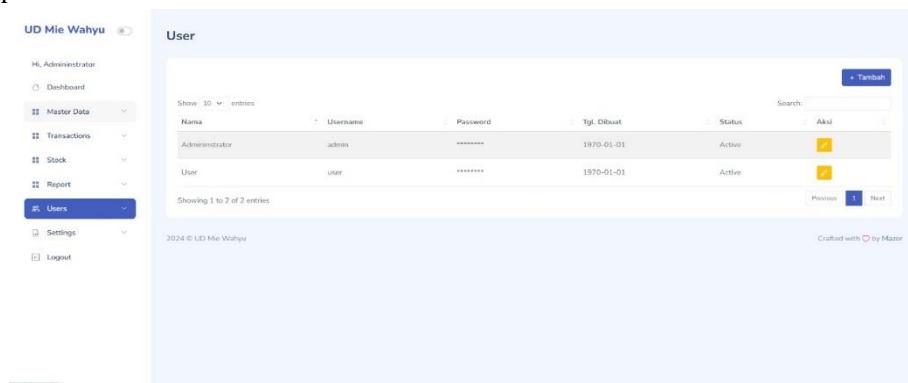 UD Mie Wahyu
Hi, Admininstrator
Dashboard
Master Data
Transactions
Stock
Report
Users
Settings
Logout
User
+ Tambah
Show 10 entries
Search:
Nama Username Password Tgl. Dibuat Status Aksi
Admininstrator admin ******** 1970-01-01 Active
User user ******** 1970-01-01 Active
Showing 1 to 2 of 2 entries
Previous 1 Next
2024 © UD Mie Wahyu
Crafted with by Mazer